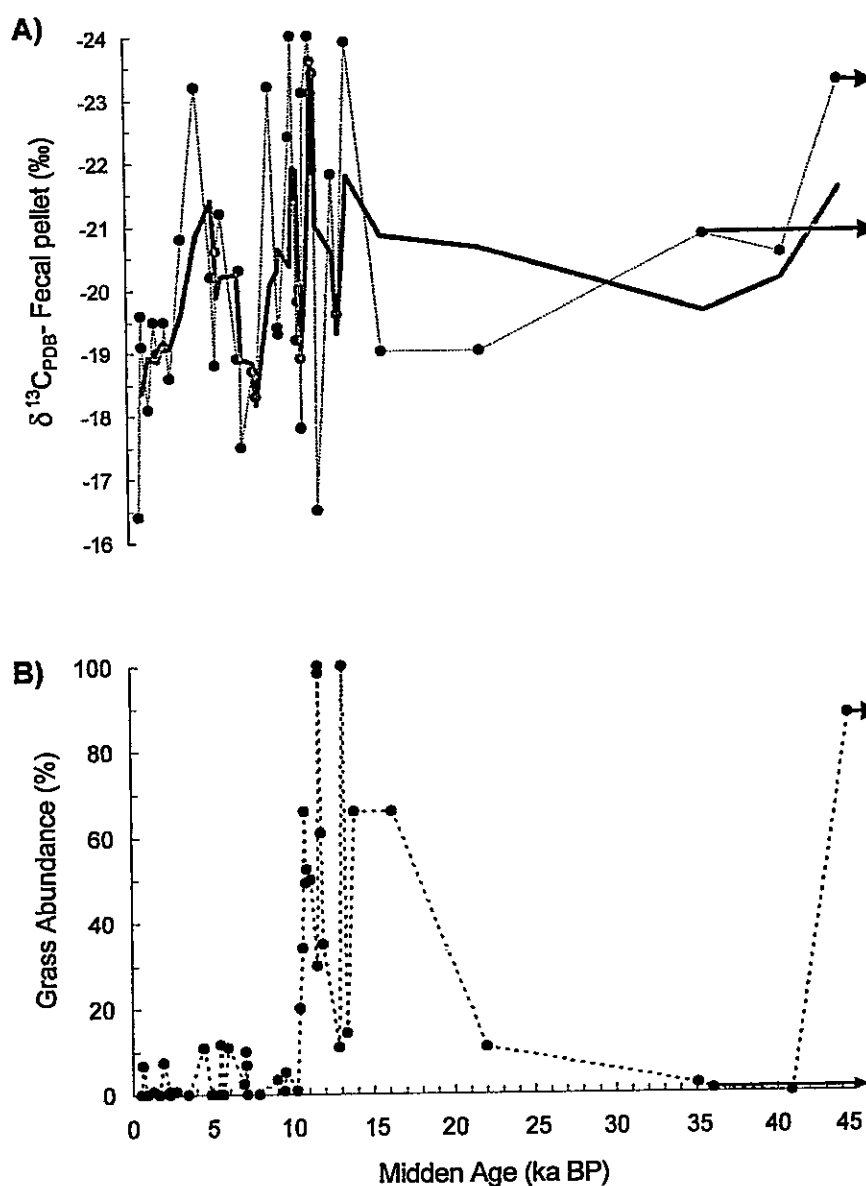 A)
δ13CPDB- Fecal pellet (‰)
-24
-23
-22
-21
-20
-19
-18
-17
-16
B)
Grass Abundance (%)
100
80
60
40
20
0
0 5 10 15 20 25 30 35 40 45
Midden Age (ka BP)